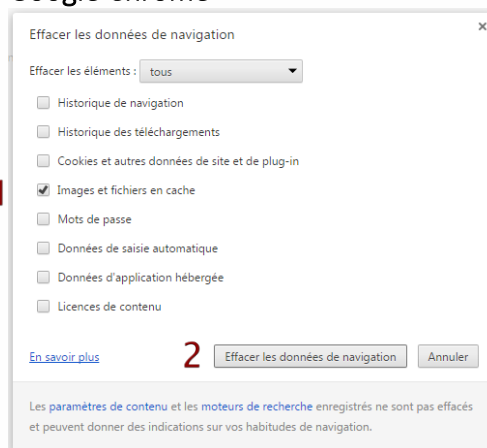 Google Chrome
Effacer les données de navigation
×
Effacer les éléments : tous
Historique de navigation
Historique des téléchargements
Cookies et autres données de site et de plug-in
Images et fichiers en cache
Mots de passe
Données de saisie automatique
Données d'application hébergée
Licences de contenu
En savoir plus 2 Effacer les données de navigation Annuler
Les paramètres de contenu et les moteurs de recherche enregistrés ne sont pas effacés
et peuvent donner des indications sur vos habitudes de navigation.